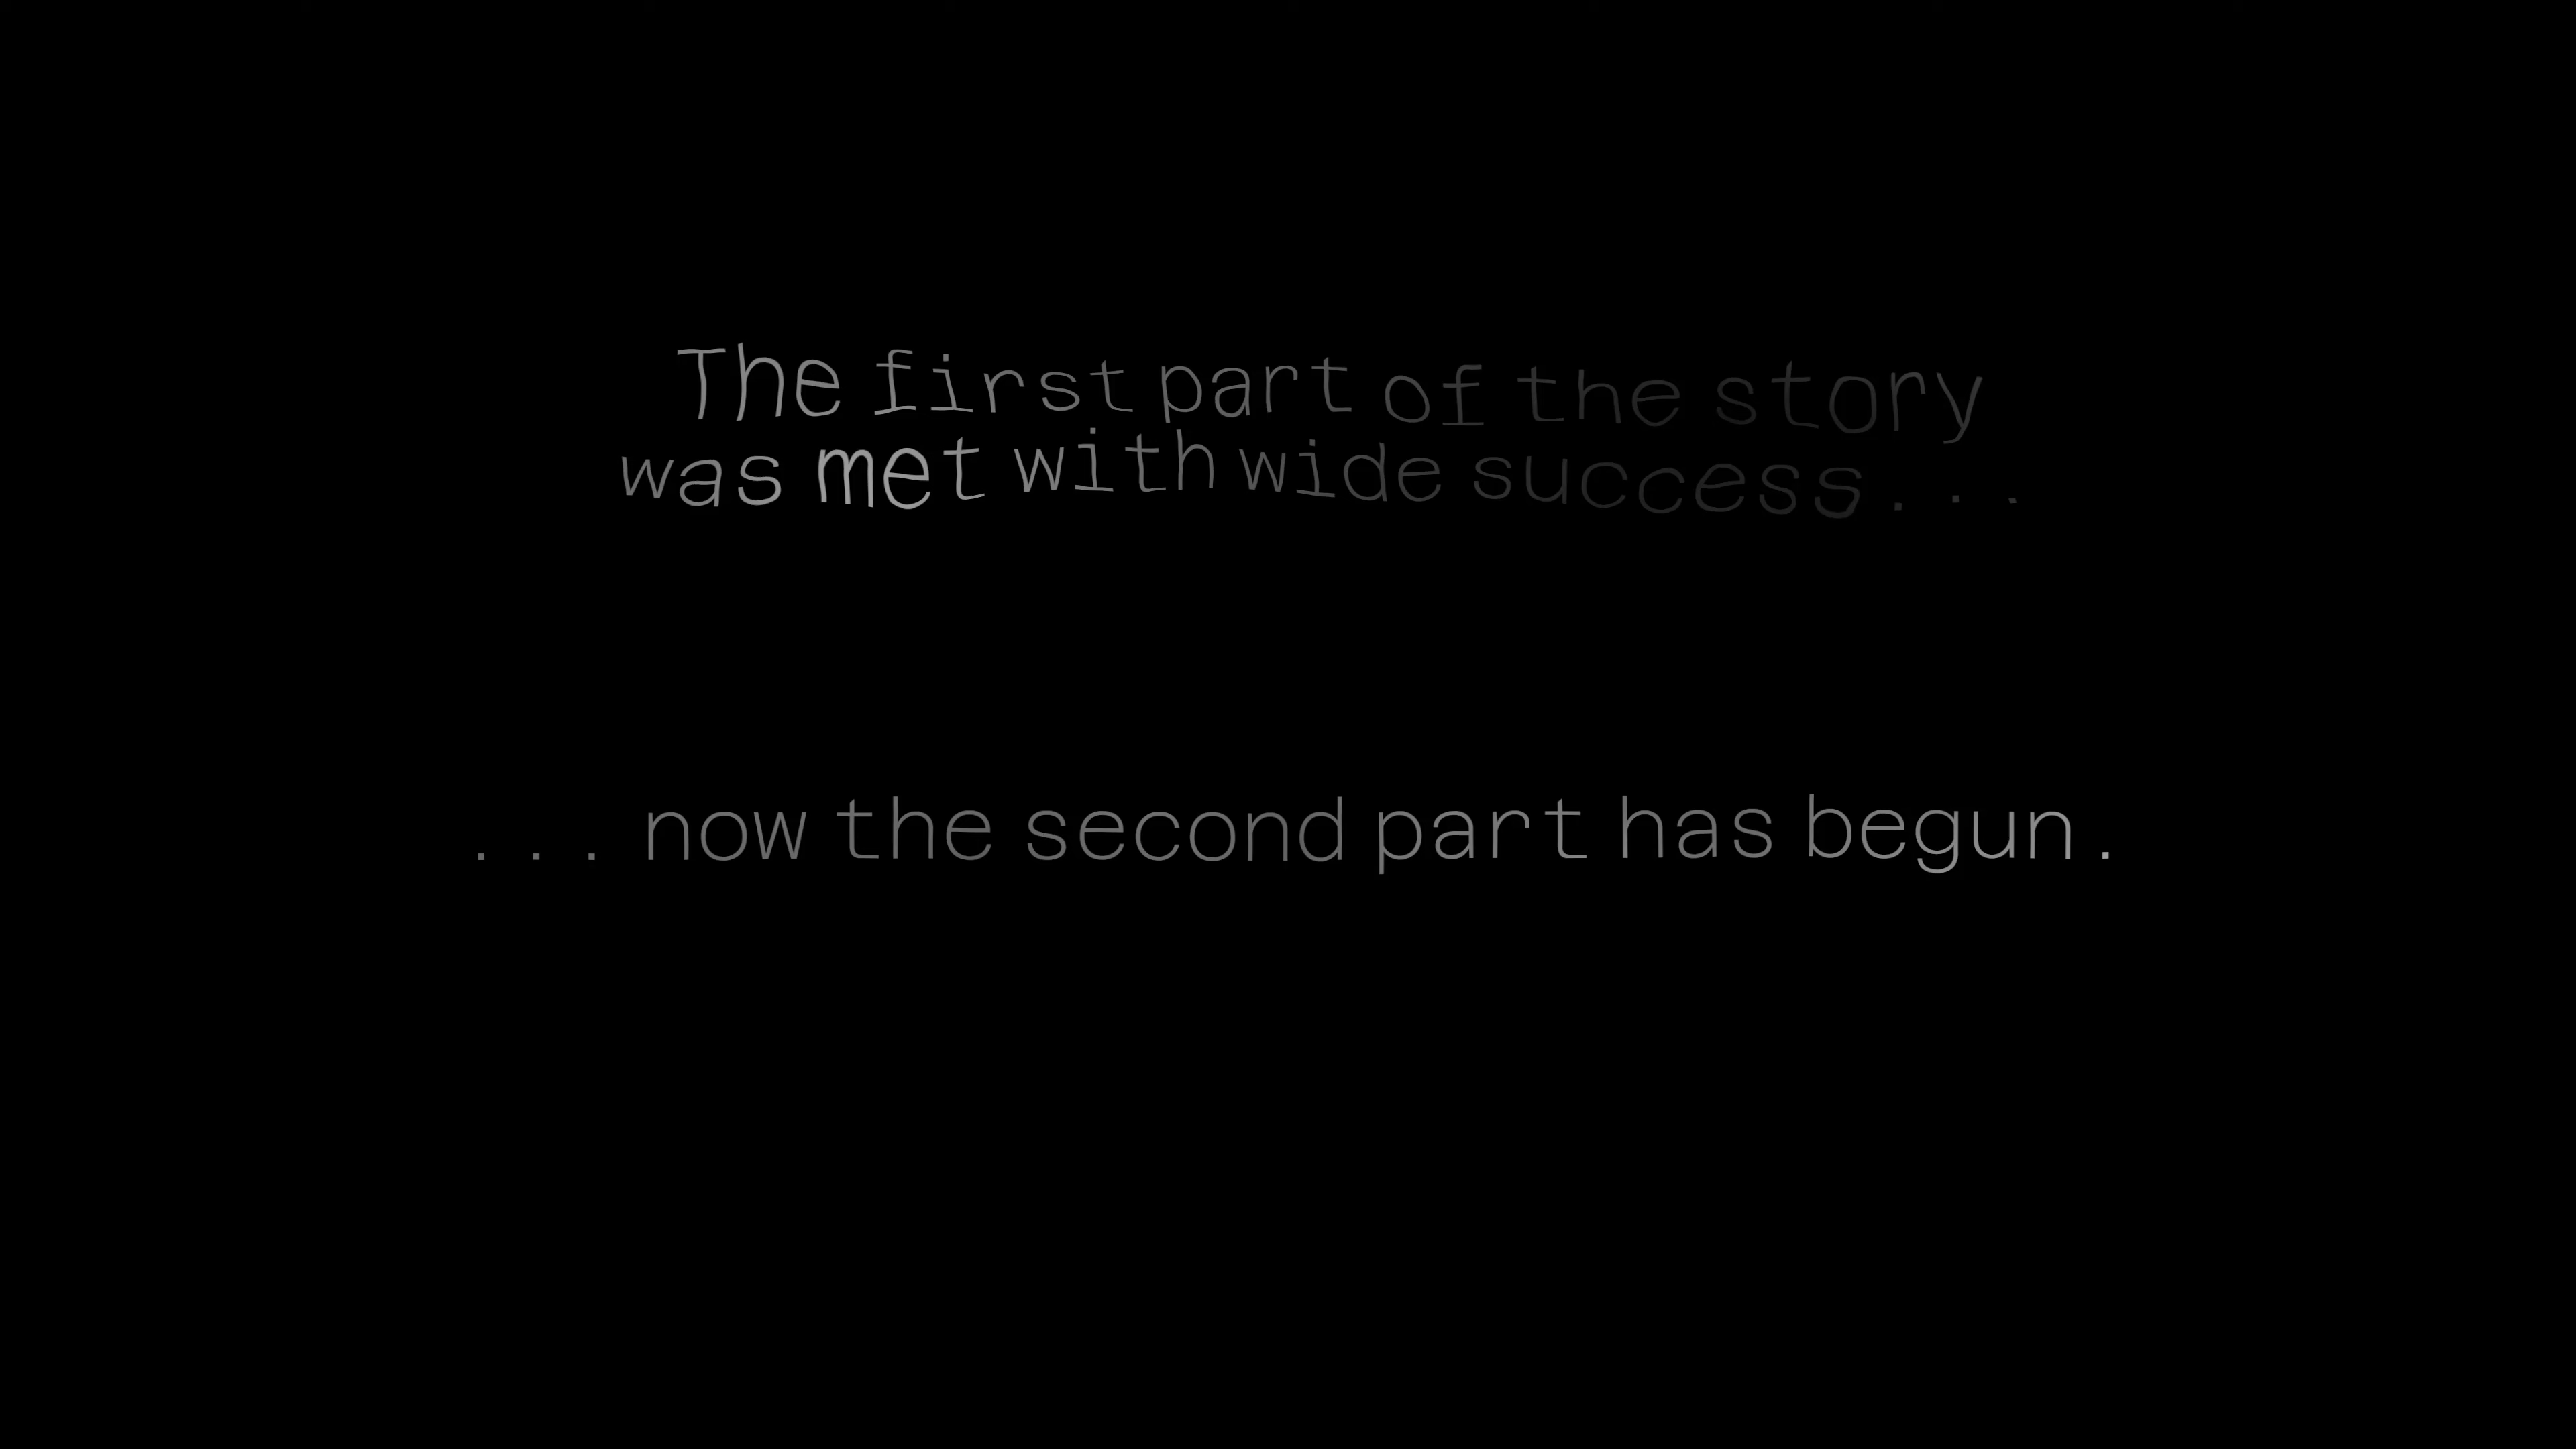 The first part of the story
was met with wide success...
...now the second part has begun.